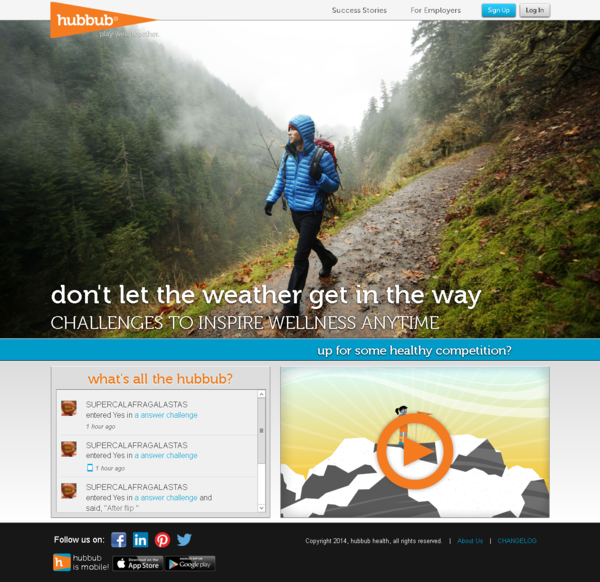 hubbub®
play well together.
Success Stories
For Employers
Sign Up
Log In
don't let the weather get in the way
CHALLENGES TO INSPIRE WELLNESS ANYTIME
up for some healthy competition?
what's all the hubbub?
SUPERCALAFRAGALASTAS
entered Yes in a answer challenge
1 hour ago
SUPERCALAFRAGALASTAS
entered Yes in a answer challenge
1 hour ago
SUPERCALAFRAGALASTAS
entered Yes in a answer challenge and
said, "After flip "
Follow us on:
Copyright 2014, hubbub health, all rights reserved. | About Us | CHANGELOG
h
hubbub
is mobile!
App Store
Google play